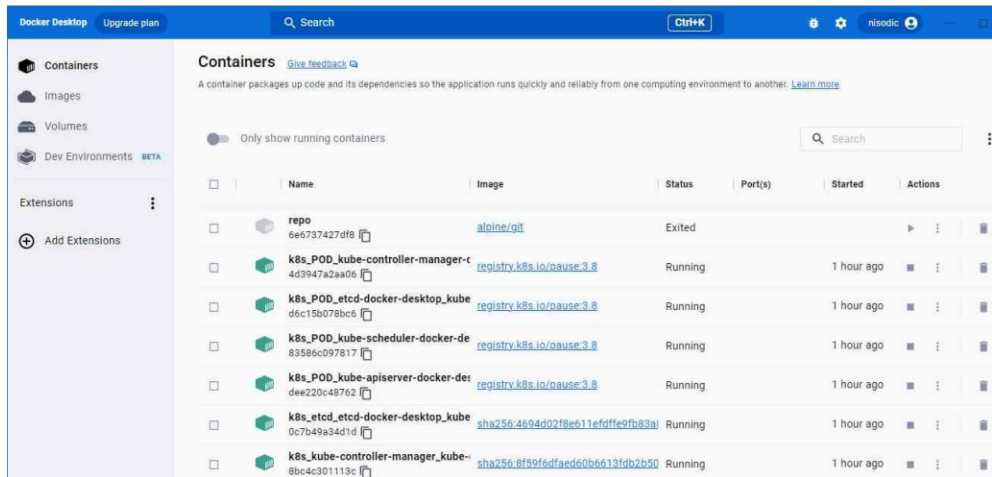 Docker Desktop Upgrade plan Search Ctrl+K nisodic
Containers
Images
Volumes
Dev Environments BETA
Extensions
Add Extensions
Containers Give feedback
A container packages up code and its dependencies so the application runs quickly and reliably from one computing environment to another. Learn more
Only show running containers Search
Name Image Status Port(s) Started Actions
repo
6e6737427df8 alpine/git Exited
k8s_POD_kube-controller-manager-c
4d3947a2aa06 registry.k8s.io/pause:3.8 Running 1 hour ago
k8s_POD_etcd-docker-desktop_kube
d6c15b078bc6 registry.k8s.io/pause:3.8 Running 1 hour ago
k8s_POD_kube-scheduler-docker-de
83586c097817 registry.k8s.io/pause:3.8 Running 1 hour ago
k8s_POD_kube-apiserver-docker-des
dee220c48762 registry.k8s.io/pause:3.8 Running 1 hour ago
k8s_etcd_etcd-docker-desktop_kube
0c7b49a34d1d sha256:4694d02f8e611efdffe9fb83a Running 1 hour ago
k8s_kube-controller-manager_kube-
8bc4c301113c sha256:8f59f6dfaed60b6613fdb2b50 Running 1 hour ago